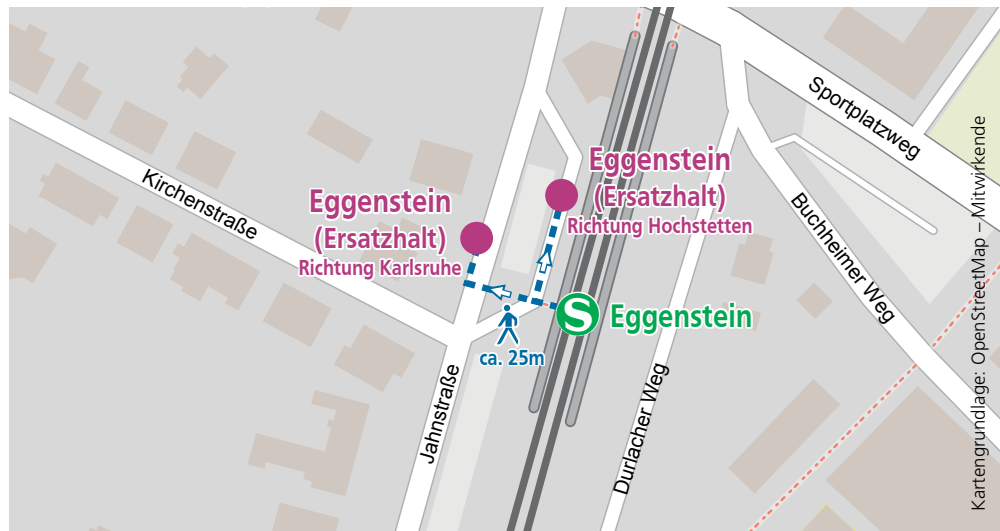 Sportplatzweg
Kirchenstraße
Eggenstein
(Ersatzhalt)
Richtung Karlsruhe
Eggenstein
(Ersatzhalt)
Richtung Hochstetten
Buchheimer Weg
S Eggenstein
ca. 25m
Jahnstraße
Durlacher Weg
Kartengrundlage: OpenStreetMap – Mitwirkende